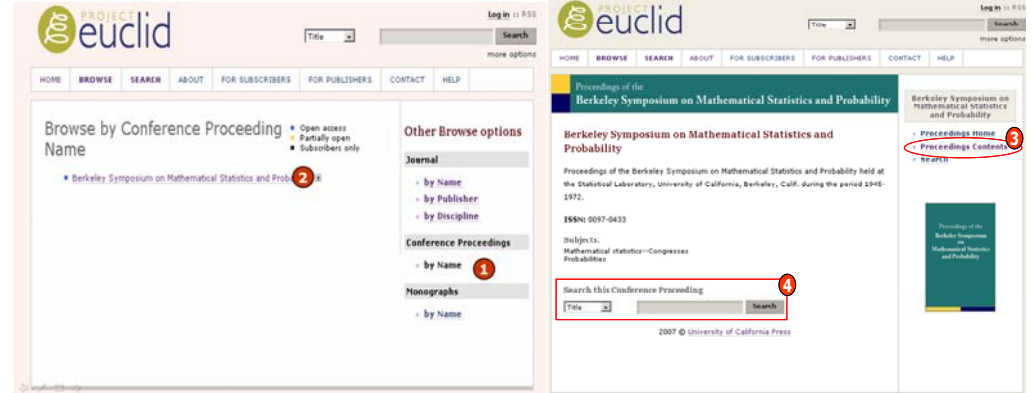 PROJECT
euclid
Log in :: RSS
Title
Search
more options
HOME BROWSE SEARCH ABOUT FOR SUBSCRIBERS FOR PUBLISHERS CONTACT HELP
Browse by Conference Proceeding
Name
Open access
Partially open
Subscribers only
Berkeley Symposium on Mathematical Statistics and Proba
2
Other Browse options
Journal
by Name
by Publisher
by Discipline
Conference Proceedings
by Name
1
Monographs
by Name
PROJECT
euclid
Log in :: RSS
Title
Search
more options
HOME BROWSE SEARCH ABOUT FOR SUBSCRIBERS FOR PUBLISHERS CONTACT HELP
Proceedings of the
Berkeley Symposium on Mathematical Statistics and Probability
Berkeley Symposium on Mathematical Statistics and
Probability
Proceedings of the Berkeley Symposium on Mathematical Statistics and Probability held at
the Statistical Laboratory, University of California, Berkeley, Calif. during the period 1945-
1972.
ISSN: 0097-0433
Subjects:
Mathematical statistics--Congresses
Probabilities
Search this Conference Proceeding
4
Title
Search
2007 © University of California Press
Berkeley Symposium on
Mathematical Statistics
and Probability
Proceedings Home
3
Proceedings Contents
Search
Proceedings of the
Berkeley Symposium
on
Mathematical Statistics
and Probability